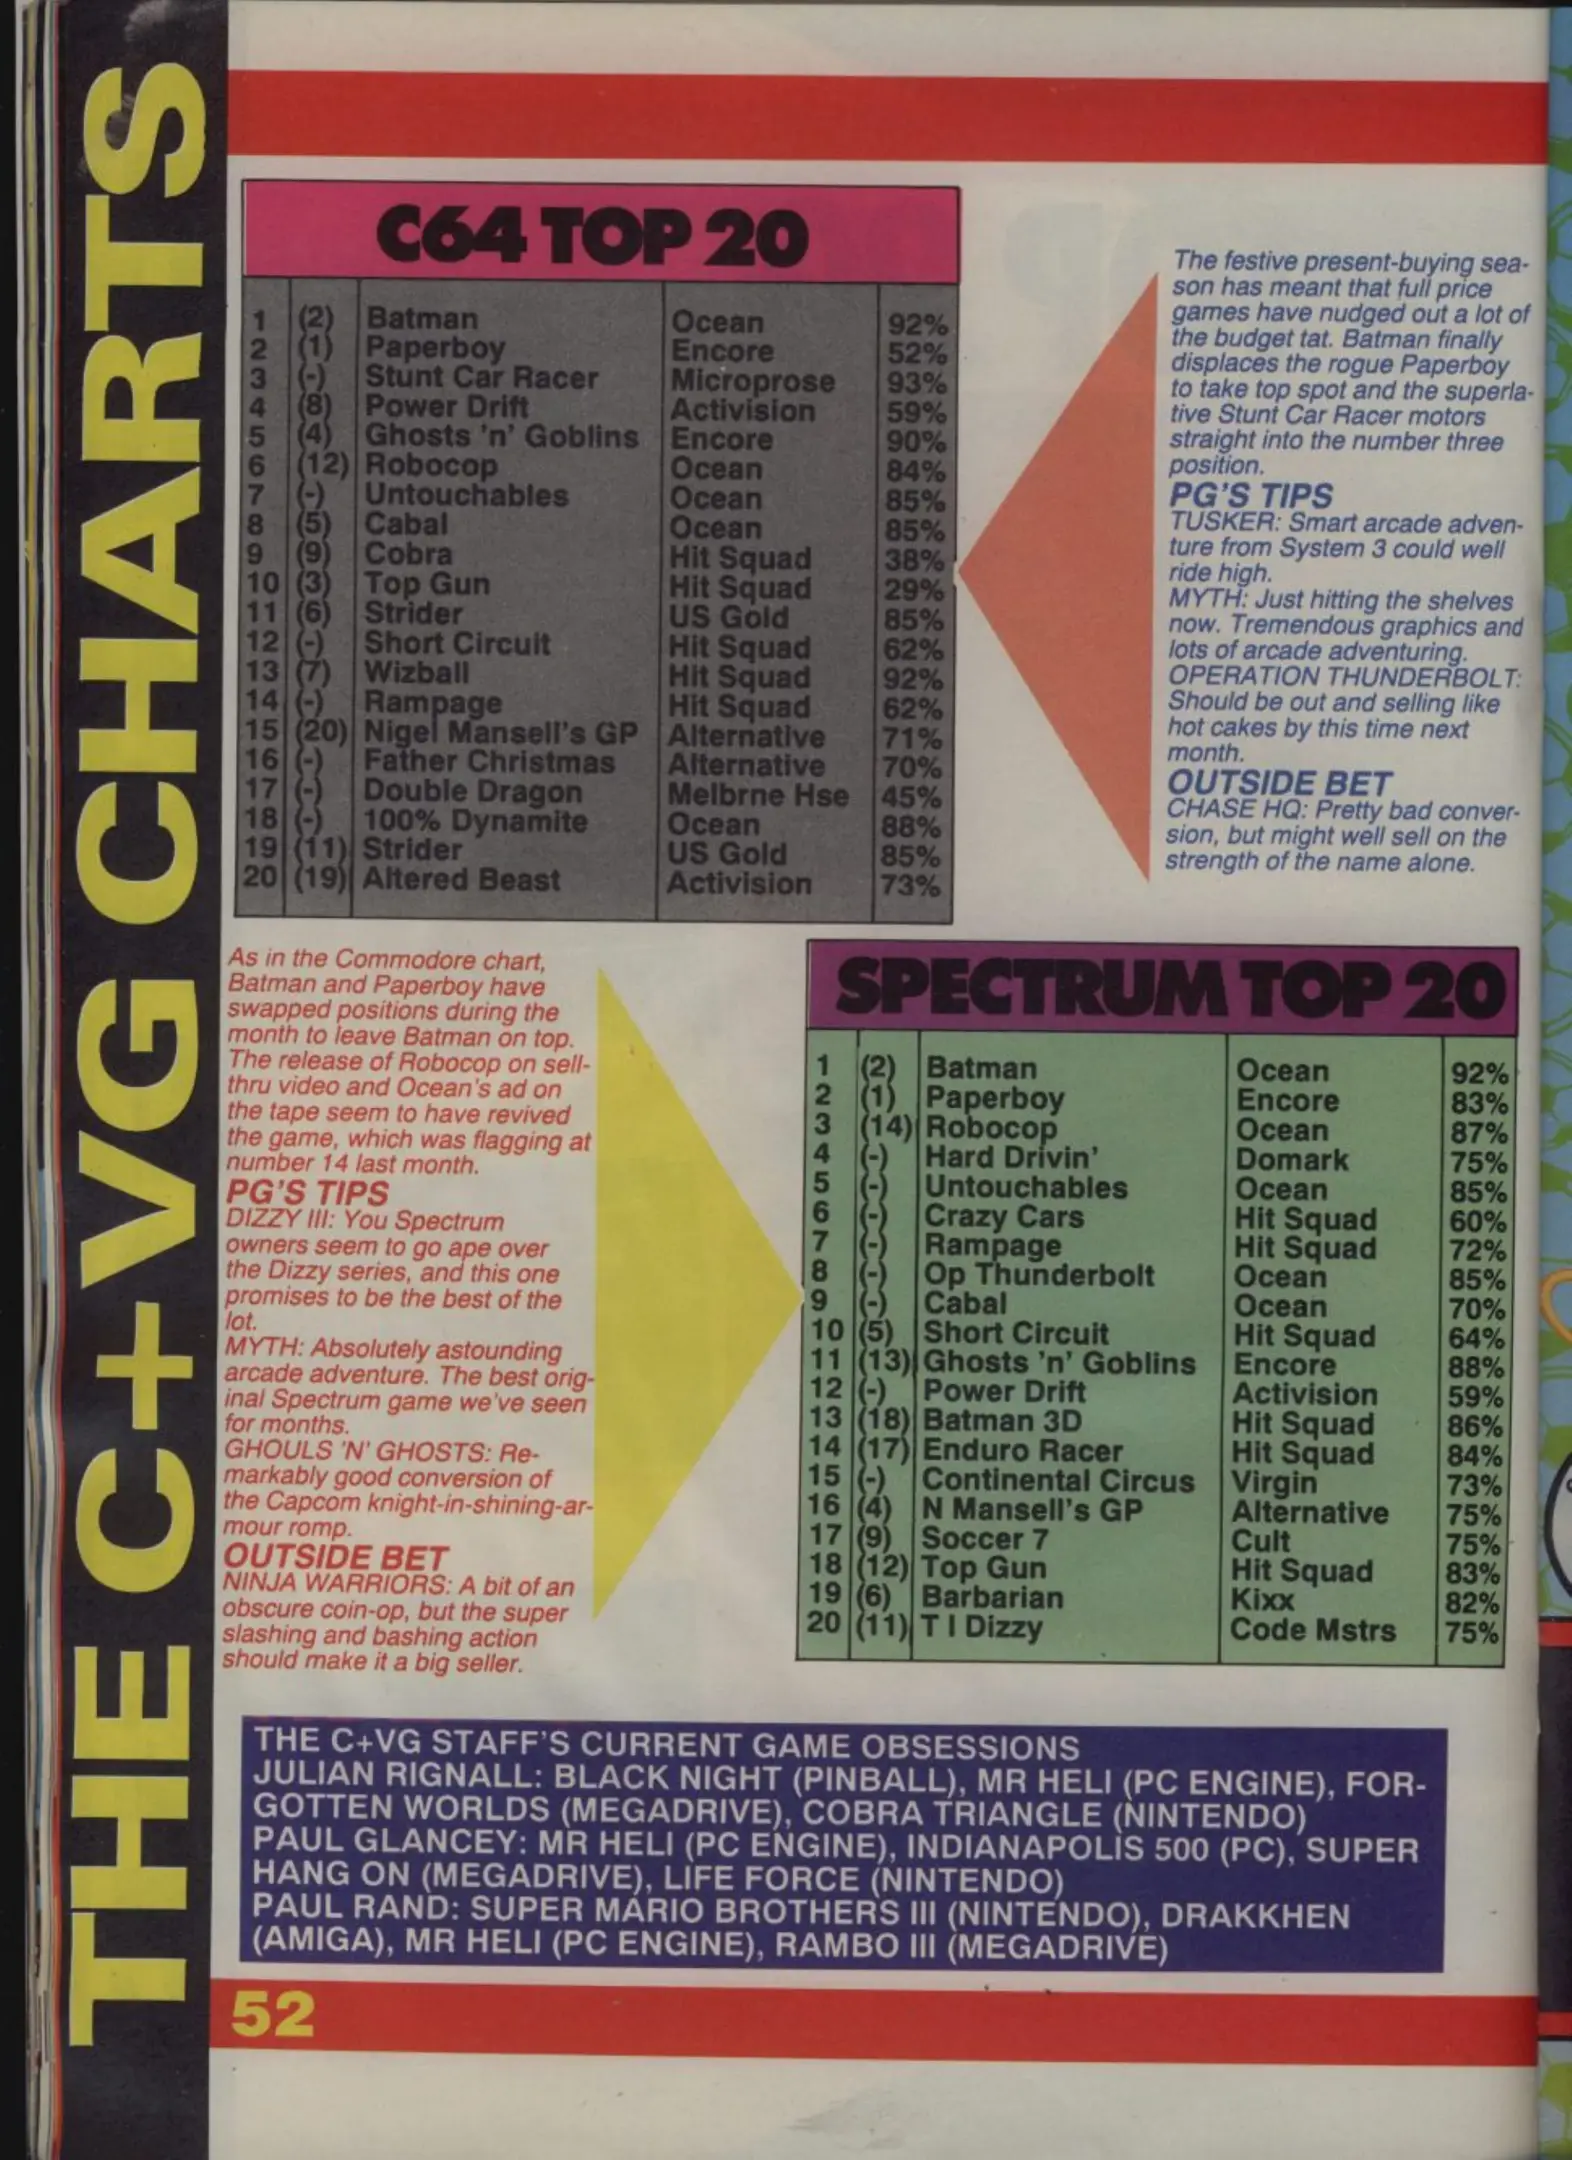 THE C+VG CHARTS
C64 TOP 20
1 (2) Batman Ocean 92%
2 (1) Paperboy Encore 52%
3 (-) Stunt Car Racer Microprose 93%
4 (8) Power Drift Activision 59%
5 (4) Ghosts 'n' Goblins Encore 90%
6 (12) Robocop Ocean 84%
7 (-) Untouchables Ocean 85%
8 (5) Cabal Ocean 85%
9 (9) Cobra Hit Squad 38%
10 (3) Top Gun Hit Squad 29%
11 (6) Strider US Gold 85%
12 (-) Short Circuit Hit Squad 62%
13 (7) Wizball Hit Squad 92%
14 (-) Rampage Hit Squad 62%
15 (20) Nigel Mansell's GP Alternative 71%
16 (-) Father Christmas Alternative 70%
17 (-) Double Dragon Melbrne Hse 45%
18 (-) 100% Dynamite Ocean 88%
19 (11) Strider US Gold 85%
20 (19) Altered Beast Activision 73%
The festive present-buying sea-
son has meant that full price
games have nudged out a lot of
the budget tat. Batman finally
displaces the rogue Paperboy
to take top spot and the superla-
tive Stunt Car Racer motors
straight into the number three
position.
PG'S TIPS
TUSKER: Smart arcade adven-
ture from System 3 could well
ride high.
MYTH: Just hitting the shelves
now. Tremendous graphics and
lots of arcade adventuring.
OPERATION THUNDERBOLT:
Should be out and selling like
hot cakes by this time next
month.
OUTSIDE BET
CHASE HQ: Pretty bad conver-
sion, but might well sell on the
strength of the name alone.
As in the Commodore chart,
Batman and Paperboy have
swapped positions during the
month to leave Batman on top.
The release of Robocop on sell-
thru video and Ocean's ad on
the tape seem to have revived
the game, which was flagging at
number 14 last month.
PG'S TIPS
DIZZY III: You Spectrum
owners seem to go ape over
the Dizzy series, and this one
promises to be the best of the
lot.
MYTH: Absolutely astounding
arcade adventure. The best orig-
inal Spectrum game we've seen
for months.
GHOULS 'N' GHOSTS: Re-
markably good conversion of
the Capcom knight-in-shining-ar-
mour romp.
OUTSIDE BET
NINJA WARRIORS: A bit of an
obscure coin-op, but the super
slashing and bashing action
should make it a big seller.
SPECTRUM TOP 20
1 (2) Batman Ocean 92%
2 (1) Paperboy Encore 83%
3 (14) Robocop Ocean 87%
4 (-) Hard Drivin' Domark 75%
5 (-) Untouchables Ocean 85%
6 (-) Crazy Cars Hit Squad 60%
7 (-) Rampage Hit Squad 72%
8 (-) Op Thunderbolt Ocean 85%
9 (-) Cabal Ocean 70%
10 (5) Short Circuit Hit Squad 64%
11 (13) Ghosts 'n' Goblins Encore 88%
12 (-) Power Drift Activision 59%
13 (18) Batman 3D Hit Squad 86%
14 (17) Enduro Racer Hit Squad 84%
15 (-) Continental Circus Virgin 73%
16 (4) N Mansell's GP Alternative 75%
17 (9) Soccer 7 Cult 75%
18 (12) Top Gun Hit Squad 83%
19 (6) Barbarian Kixx 82%
20 (11) T I Dizzy Code Mstrs 75%
THE C+VG STAFF'S CURRENT GAME OBSESSIONS
JULIAN RIGNALL: BLACK NIGHT (PINBALL), MR HELI (PC ENGINE), FOR-
GOTTEN WORLDS (MEGADRIVE), COBRA TRIANGLE (NINTENDO)
PAUL GLANCEY: MR HELI (PC ENGINE), INDIANAPOLIS 500 (PC), SUPER
HANG ON (MEGADRIVE), LIFE FORCE (NINTENDO)
PAUL RAND: SUPER MARIO BROTHERS III (NINTENDO), DRAKKHEN
(AMIGA), MR HELI (PC ENGINE), RAMBO III (MEGADRIVE)
52